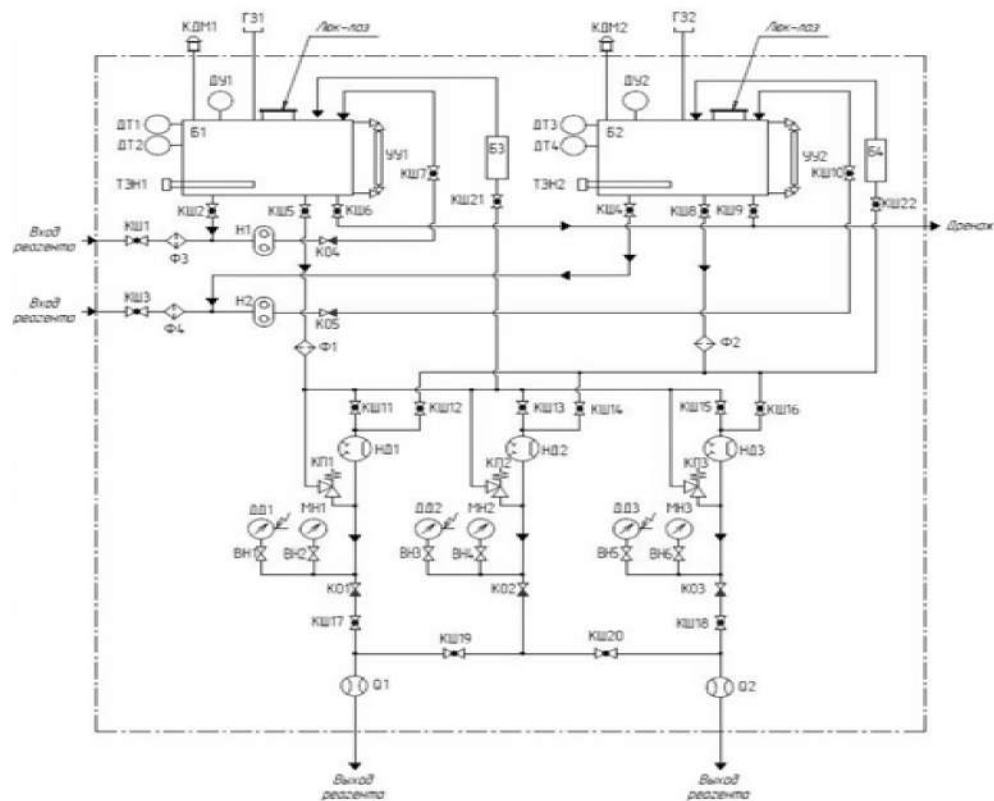 КДМ1
ГЗ1
Люк-лаз
КДМ2
ГЗ2
Люк-лаз
ДУ1
ДУ2
ДТ1
Б1
ДТ2
УУ1
Б3
ДТ3
Б2
ДТ4
УУ2
Б4
КШ7
КШ10
ТЭН1
ТЭН2
КШ21
КШ22
КШ2
КШ5
КШ6
КШ4
КШ8
КШ9
Вход
реагента
КШ1
Ф3
Н1
КО4
Дренаж
Вход
реагента
КШ3
Ф4
Н2
КО5
Ф1
Ф2
КШ11
КШ12
КШ13
КШ14
КШ15
КШ16
НД1
НД2
НД3
КП1
КП2
КП3
ДД1
МН1
ДД2
МН2
ДД3
МН3
ВН1
ВН2
ВН3
ВН4
ВН5
ВН6
КО1
КО2
КО3
КШ17
КШ18
КШ19
КШ20
Q1
Q2
Выход
реагента
Выход
реагента